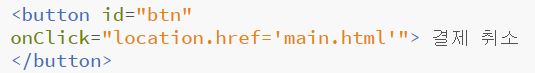 <button id="btn"
onClick="location.href='main.html'"> 결제 취소
</button>